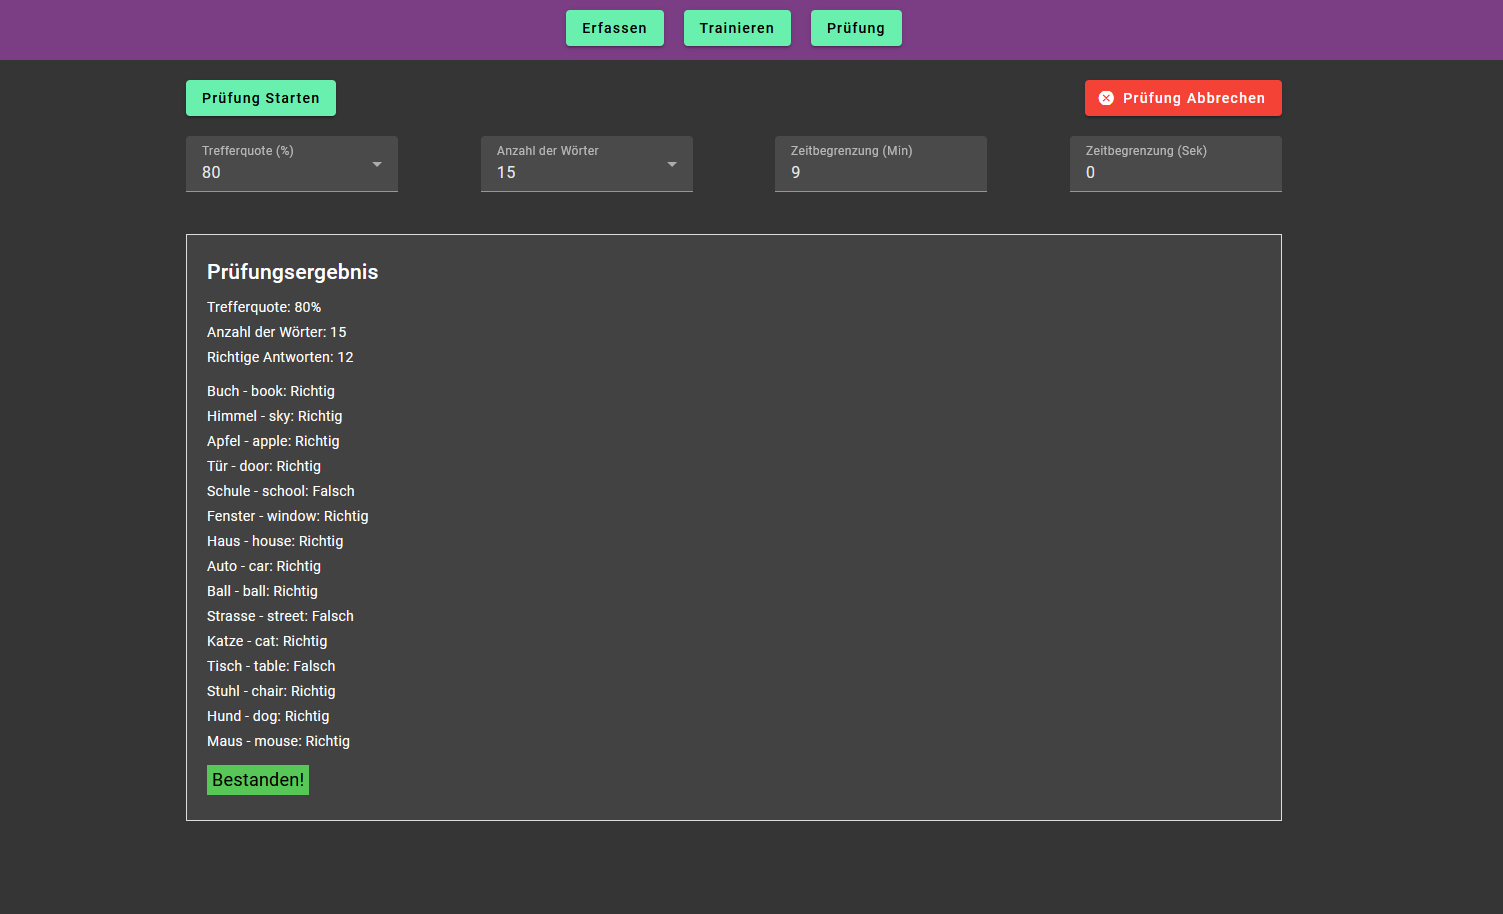 Erfassen Trainieren Prüfung
Prüfung Starten Prüfung Abbrechen
Trefferquote (%) Anzahl der Wörter Zeitbegrenzung (Min) Zeitbegrenzung (Sek)
80 15 9 0
Prüfungsergebnis
Trefferquote: 80%
Anzahl der Wörter: 15
Richtige Antworten: 12
Buch - book: Richtig
Himmel - sky: Richtig
Apfel - apple: Richtig
Tür - door: Richtig
Schule - school: Falsch
Fenster - window: Richtig
Haus - house: Richtig
Auto - car: Richtig
Ball - ball: Richtig
Strasse - street: Falsch
Katze - cat: Richtig
Tisch - table: Falsch
Stuhl - chair: Richtig
Hund - dog: Richtig
Maus - mouse: Richtig
Bestanden!